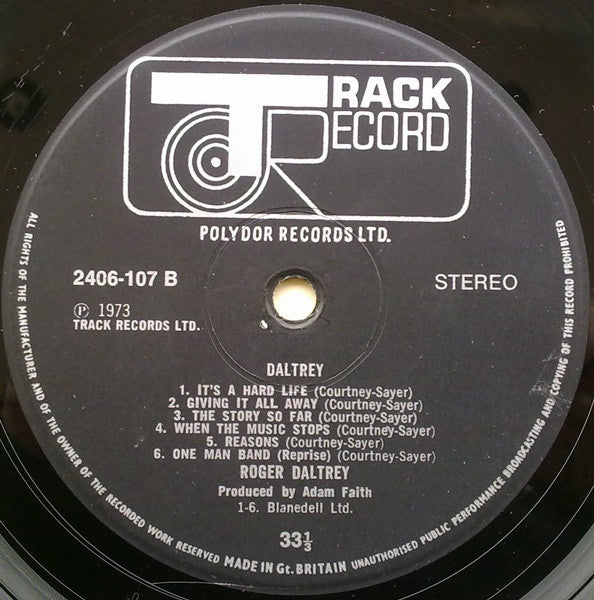 TRACK
RECORD
POLYDOR RECORDS LTD.
2406-107 B
STEREO
℗ 1973
TRACK RECORDS LTD.
DALTREY
1. IT'S A HARD LIFE (Courtney-Sayer)
2. GIVING IT ALL AWAY (Courtney-Sayer)
3. THE STORY SO FAR (Courtney-Sayer)
4. WHEN THE MUSIC STOPS (Courtney-Sayer)
5. REASONS (Courtney-Sayer)
6. ONE MAN BAND (Reprise) (Courtney-Sayer)
ROGER DALTREY
Produced by Adam Faith
1-6. Blanedell Ltd.
33⅓
ALL RIGHTS OF THE MANUFACTURER AND OF THE OWNER OF THE RECORDED WORK RESERVED MADE IN Gt. BRITAIN UNAUTHORISED PUBLIC PERFORMANCE BROADCASTING AND COPYING OF THIS RECORD PROHIBITED